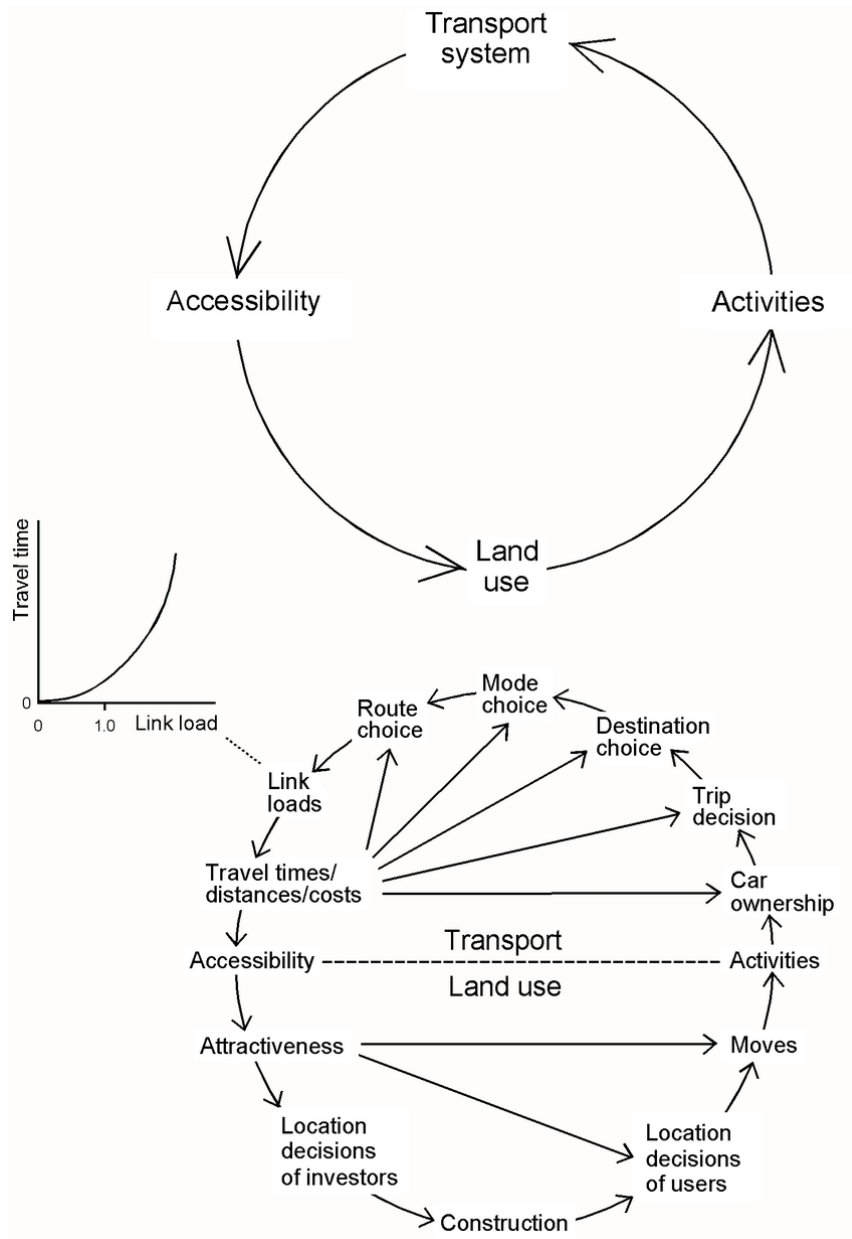 Transport
system
Accessibility
Activities
Land
use
Travel time
0
0
1.0
Link load
Mode
choice
Route
choice
Destination
choice
Link
loads
Trip
decision
Travel times/
distances/costs
Car
ownership
Transport
Accessibility
Activities
Land use
Attractiveness
Moves
Location
decisions
of investors
Location
decisions
of users
Construction